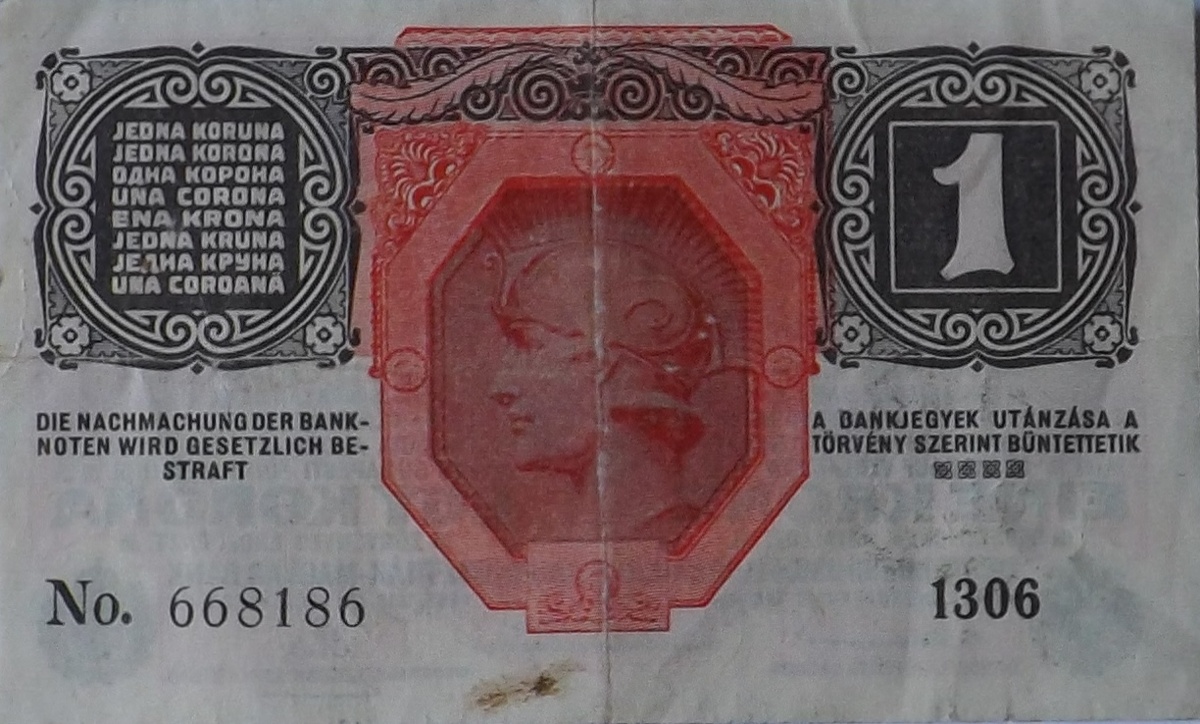 JEDNA KORUNA
JEDNA KORONA
ОДНА КОРОНА
UNA CORONA
ENA KRONA
JEDNA KRUNA
ЈЕДНА КРУНА
UNA COROANĂ
1
DIE NACHMACHUNG DER BANK-
NOTEN WIRD GESETZLICH BE-
STRAFT
A BANKJEGYEK UTÁNZÁSA A
TÖRVÉNY SZERINT BÜNTETTETIK
No. 668186
1306